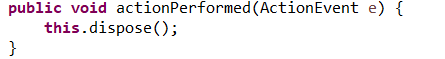 public void actionPerformed(ActionEvent e) {
    this.dispose();
}